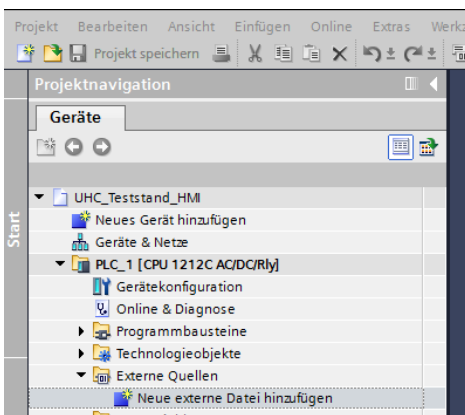 Projekt Bearbeiten Ansicht Einfügen Online Extras
Projekt speichern
Projektnavigation
Geräte
Start
UHC_Teststand_HMI
Neues Gerät hinzufügen
Geräte & Netze
PLC_1 [CPU 1212C AC/DC/Rly]
Gerätekonfiguration
Online & Diagnose
Programmbausteine
Technologieobjekte
Externe Quellen
Neue externe Datei hinzufügen